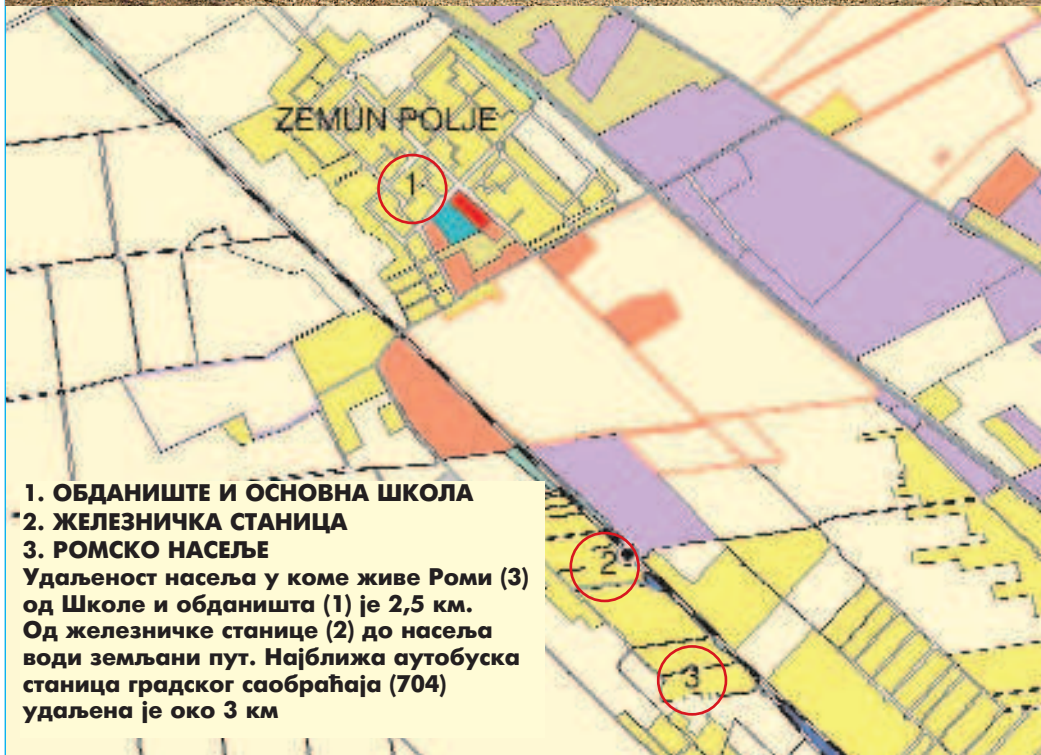 ZEMUN POLJE
1
2
3
1. ОБДАНИШТЕ И ОСНОВНА ШКОЛА
2. ЖЕЛЕЗНИЧКА СТАНИЦА
3. РОМСКО НАСЕЉЕ
Удаљеност насеља у коме живе Роми (3)
од Школе и обданишта (1) је 2,5 км.
Од железничке станице (2) до насеља
води земљани пут. Најближа аутобуска
станица градског саобраћаја (704)
удаљена је око 3 км